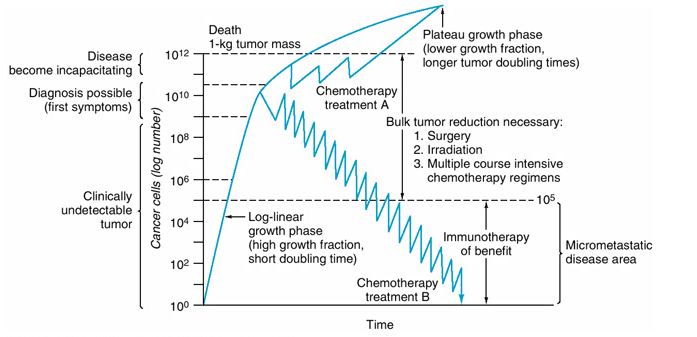 Death
1-kg tumor mass
Plateau growth phase
(lower growth fraction,
longer tumor doubling times)
Disease
become incapacitating
Diagnosis possible
(first symptoms)
Clinically
undetectable
tumor
Cancer cells (log number)
10¹²
10¹⁰
10⁸
10⁶
10⁴
10²
10⁰
Chemotherapy
treatment A
Bulk tumor reduction necessary:
1. Surgery
2. Irradiation
3. Multiple course intensive
chemotherapy regimens
10⁵
Log-linear
growth phase
(high growth fraction,
short doubling time)
Immunotherapy
of benefit
Micrometastatic
disease area
Chemotherapy
treatment B
Time